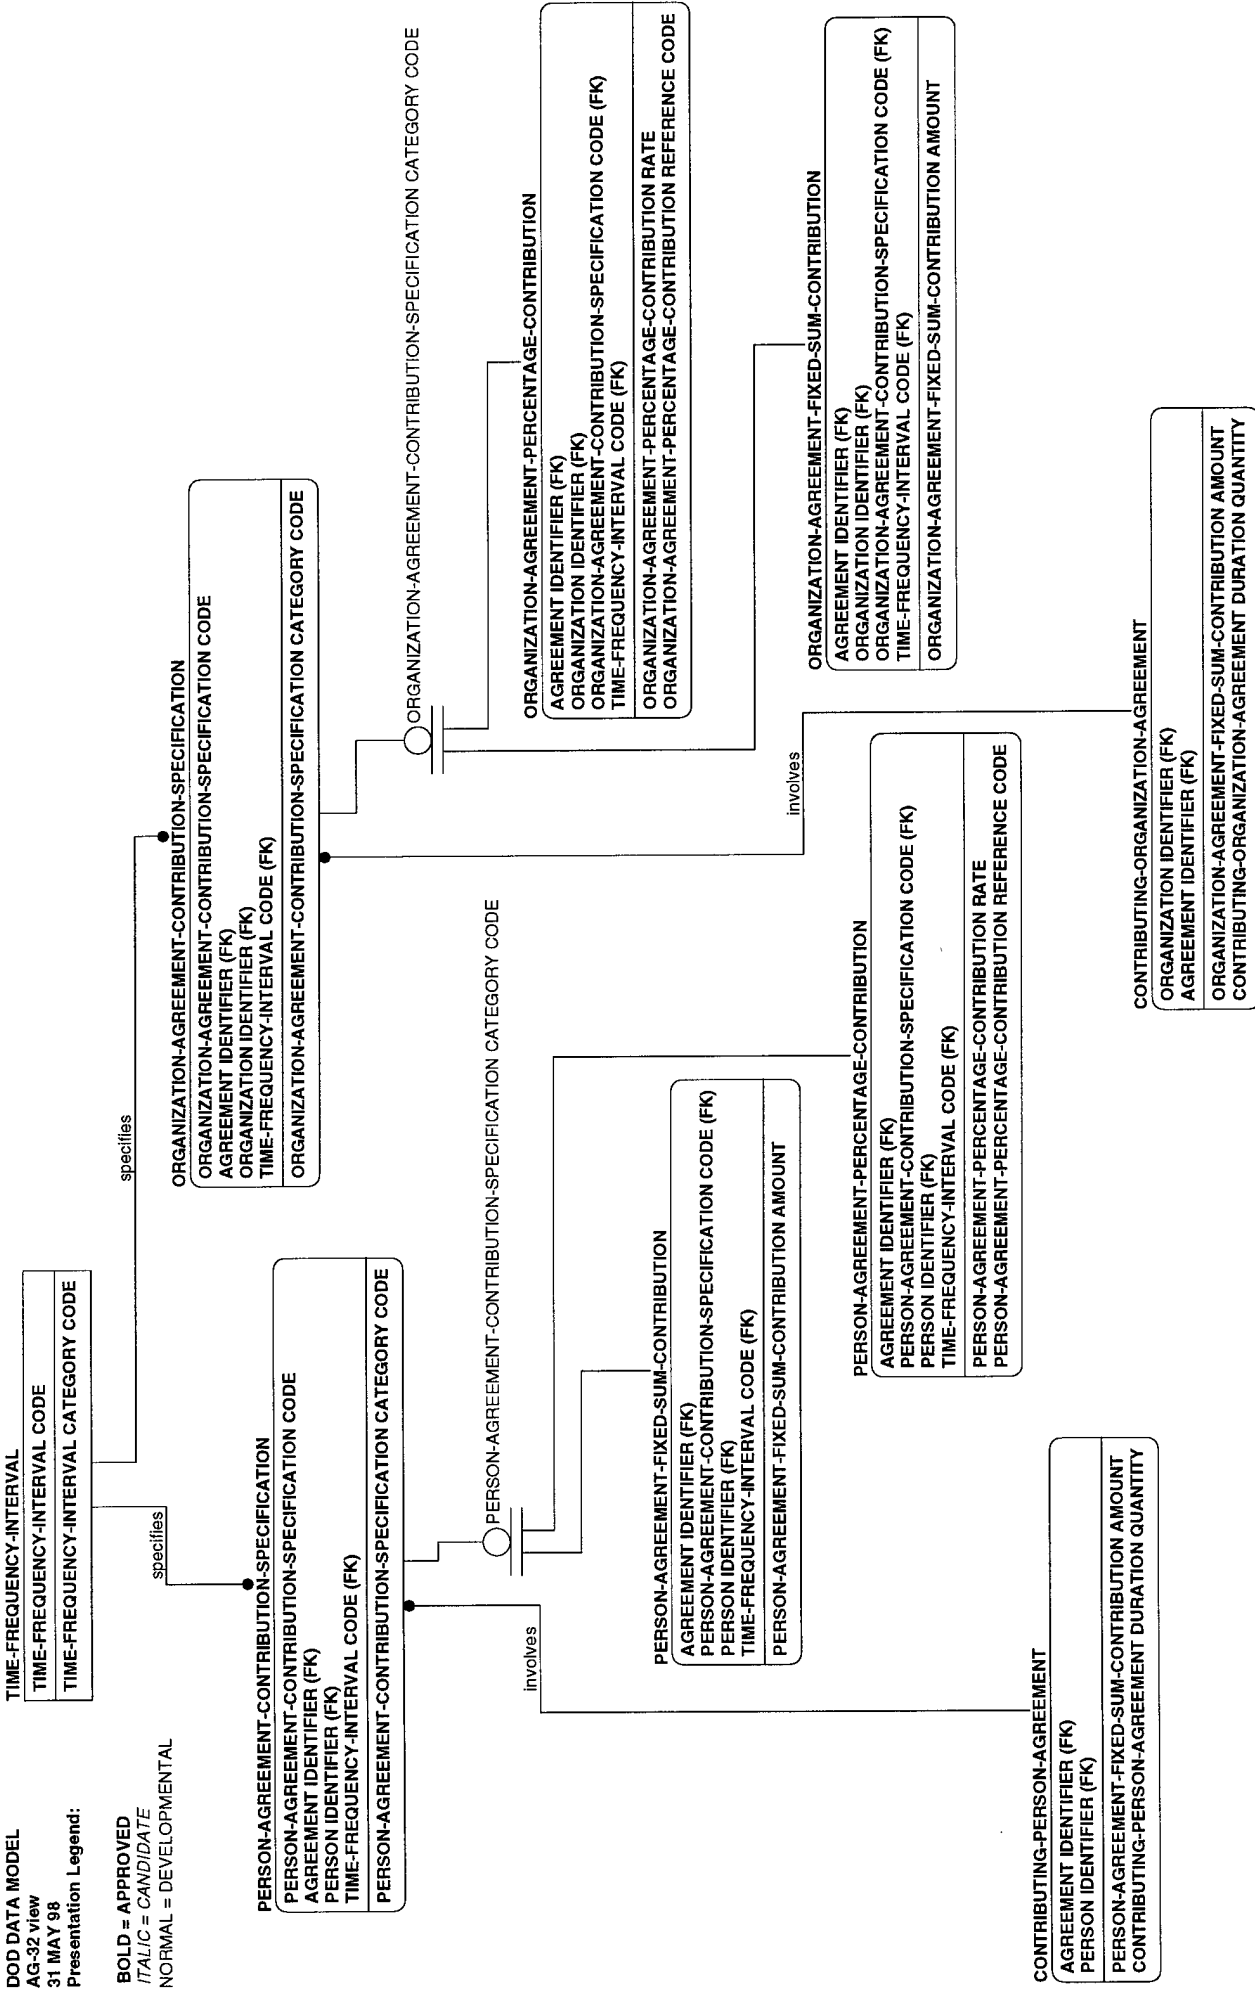 DOD DATA MODEL
AG-32 view
31 MAY 98
Presentation Legend:
BOLD = APPROVED
ITALIC = CANDIDATE
NORMAL = DEVELOPMENTAL
TIME-FREQUENCY-INTERVAL
TIME-FREQUENCY-INTERVAL CODE
TIME-FREQUENCY-INTERVAL CATEGORY CODE
specifies
specifies
PERSON-AGREEMENT-CONTRIBUTION-SPECIFICATION
PERSON-AGREEMENT-CONTRIBUTION-SPECIFICATION CODE
AGREEMENT IDENTIFIER (FK)
PERSON IDENTIFIER (FK)
TIME-FREQUENCY-INTERVAL CODE (FK)
PERSON-AGREEMENT-CONTRIBUTION-SPECIFICATION CATEGORY CODE
ORGANIZATION-AGREEMENT-CONTRIBUTION-SPECIFICATION
ORGANIZATION-AGREEMENT-CONTRIBUTION-SPECIFICATION CODE
AGREEMENT IDENTIFIER (FK)
ORGANIZATION IDENTIFIER (FK)
TIME-FREQUENCY-INTERVAL CODE (FK)
ORGANIZATION-AGREEMENT-CONTRIBUTION-SPECIFICATION CATEGORY CODE
ORGANIZATION-AGREEMENT-CONTRIBUTION-SPECIFICATION CATEGORY CODE
PERSON-AGREEMENT-CONTRIBUTION-SPECIFICATION CATEGORY CODE
involves
ORGANIZATION-AGREEMENT-PERCENTAGE-CONTRIBUTION
AGREEMENT IDENTIFIER (FK)
ORGANIZATION IDENTIFIER (FK)
ORGANIZATION-AGREEMENT-CONTRIBUTION-SPECIFICATION CODE (FK)
TIME-FREQUENCY-INTERVAL CODE (FK)
ORGANIZATION-AGREEMENT-PERCENTAGE-CONTRIBUTION RATE
ORGANIZATION-AGREEMENT-PERCENTAGE-CONTRIBUTION REFERENCE CODE
PERSON-AGREEMENT-FIXED-SUM-CONTRIBUTION
AGREEMENT IDENTIFIER (FK)
PERSON-AGREEMENT-CONTRIBUTION-SPECIFICATION CODE (FK)
PERSON IDENTIFIER (FK)
TIME-FREQUENCY-INTERVAL CODE (FK)
PERSON-AGREEMENT-FIXED-SUM-CONTRIBUTION AMOUNT
involves
ORGANIZATION-AGREEMENT-FIXED-SUM-CONTRIBUTION
AGREEMENT IDENTIFIER (FK)
ORGANIZATION IDENTIFIER (FK)
ORGANIZATION-AGREEMENT-CONTRIBUTION-SPECIFICATION CODE (FK)
TIME-FREQUENCY-INTERVAL CODE (FK)
ORGANIZATION-AGREEMENT-FIXED-SUM-CONTRIBUTION AMOUNT
PERSON-AGREEMENT-PERCENTAGE-CONTRIBUTION
AGREEMENT IDENTIFIER (FK)
PERSON-AGREEMENT-CONTRIBUTION-SPECIFICATION CODE (FK)
PERSON IDENTIFIER (FK)
TIME-FREQUENCY-INTERVAL CODE (FK)
PERSON-AGREEMENT-PERCENTAGE-CONTRIBUTION RATE
PERSON-AGREEMENT-PERCENTAGE-CONTRIBUTION REFERENCE CODE
CONTRIBUTING-PERSON-AGREEMENT
AGREEMENT IDENTIFIER (FK)
PERSON IDENTIFIER (FK)
PERSON-AGREEMENT-FIXED-SUM-CONTRIBUTION AMOUNT
CONTRIBUTING-PERSON-AGREEMENT DURATION QUANTITY
CONTRIBUTING-ORGANIZATION-AGREEMENT
ORGANIZATION IDENTIFIER (FK)
AGREEMENT IDENTIFIER (FK)
ORGANIZATION-AGREEMENT-FIXED-SUM-CONTRIBUTION AMOUNT
CONTRIBUTING-ORGANIZATION-AGREEMENT DURATION QUANTITY